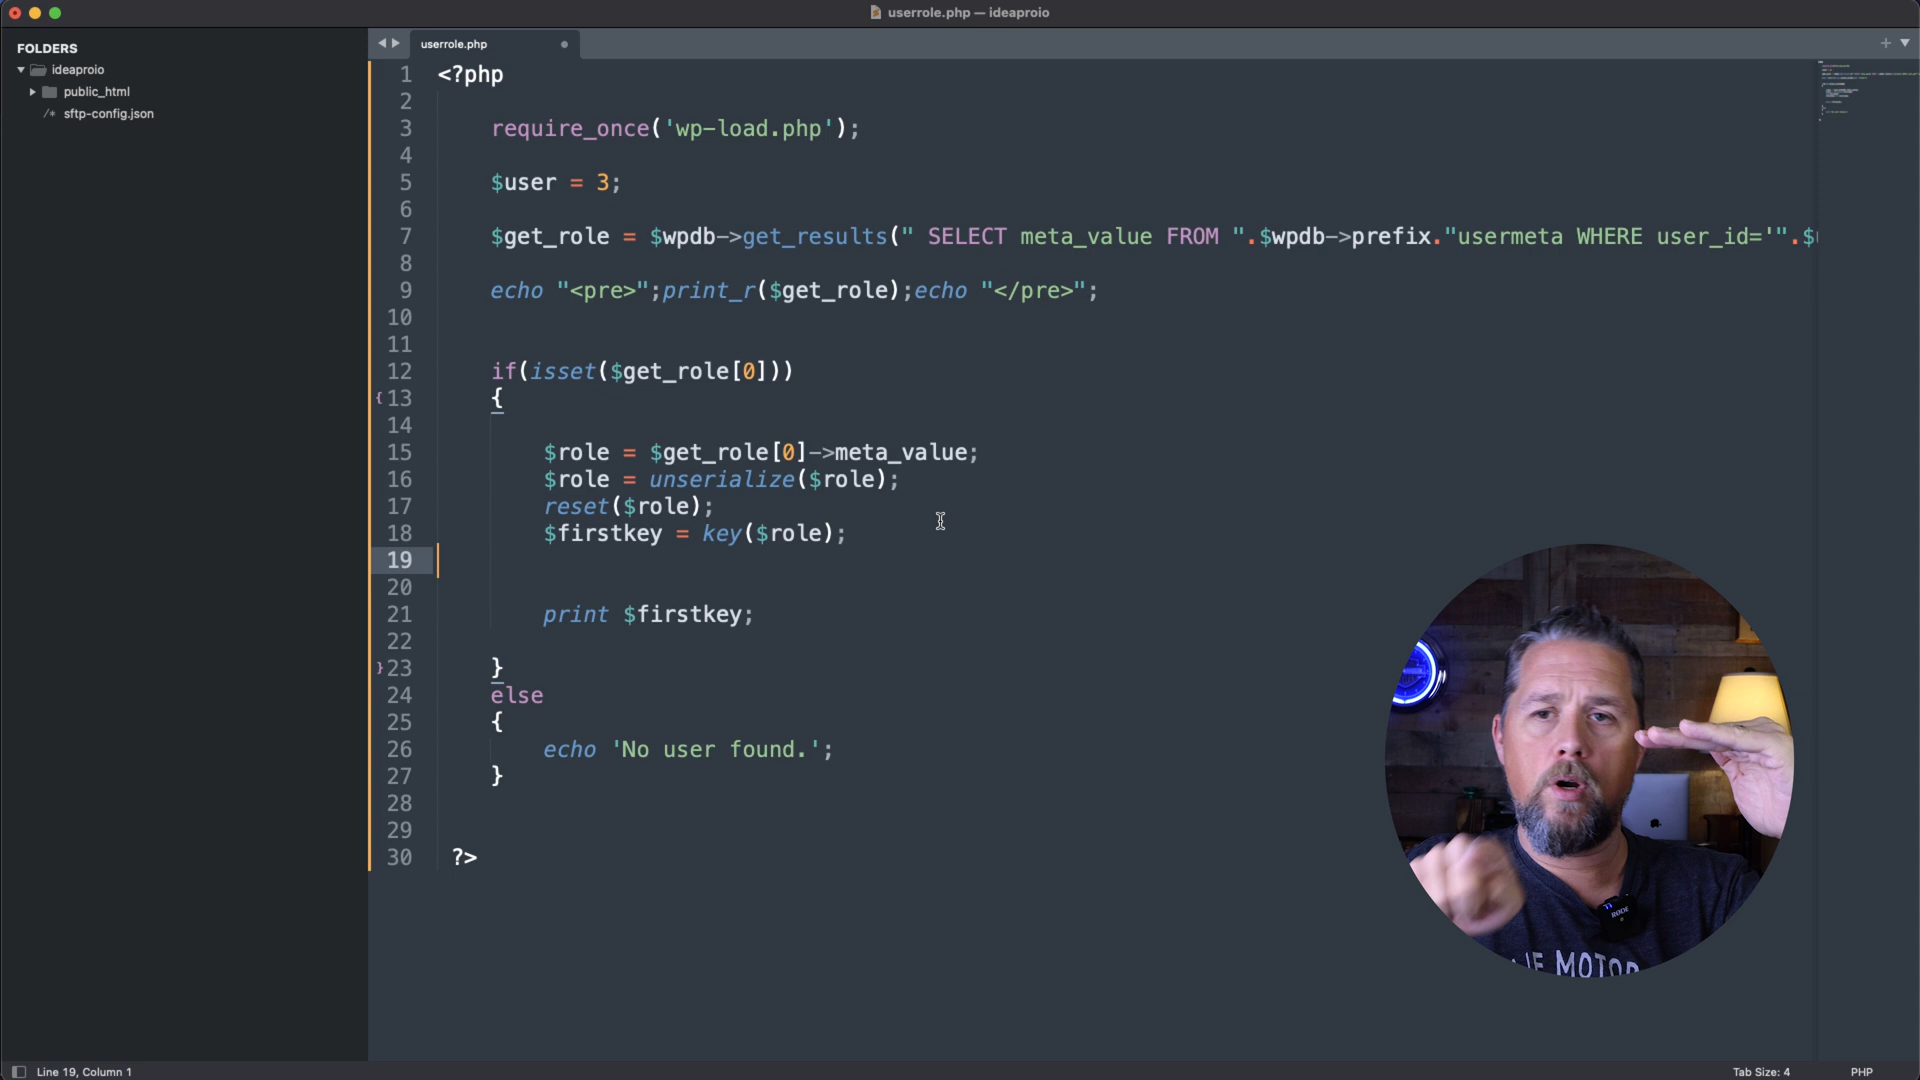 userrole.php — ideaproio
FOLDERS
ideaproio
public_html
/* sftp-config.json
userrole.php
1 <?php
2
3 require_once('wp-load.php');
4
5 $user = 3;
6
7 $get_role = $wpdb->get_results(" SELECT meta_value FROM ".$wpdb->prefix."usermeta WHERE user_id='".$
8
9 echo "<pre>";print_r($get_role);echo "</pre>";
10
11
12 if(isset($get_role[0]))
13 {
14
15 $role = $get_role[0]->meta_value;
16 $role = unserialize($role);
17 reset($role);
18 $firstkey = key($role);
19
20
21 print $firstkey;
22
23 }
24 else
25 {
26 echo 'No user found.';
27 }
28
29
30 ?>
RODE
MOTOR
Line 19, Column 1
Tab Size: 4
PHP